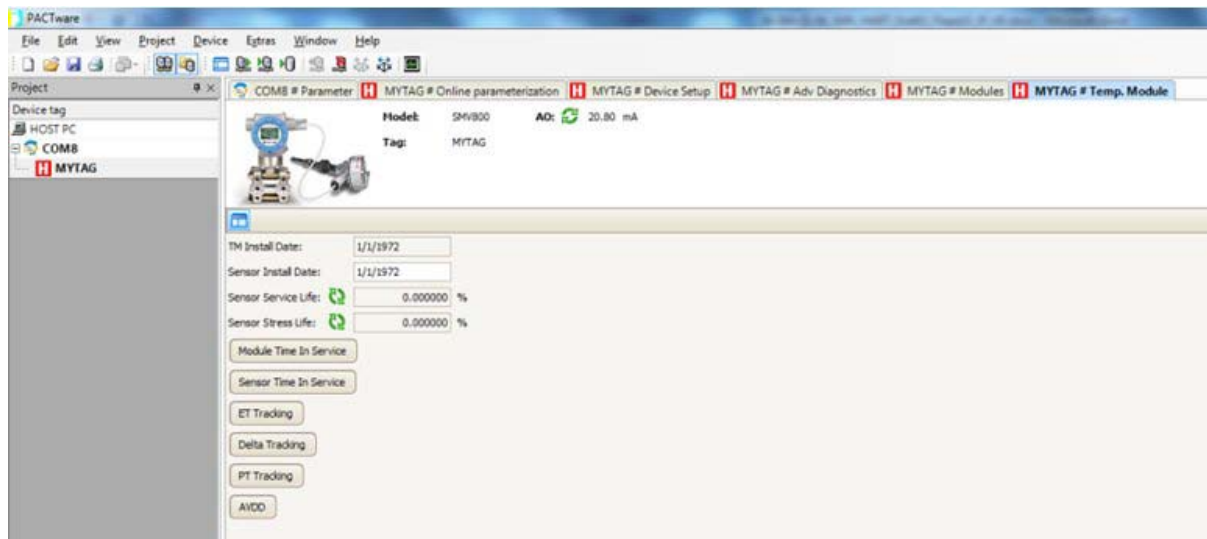 PACTware
File Edit View Project Device Extras Window Help
Project
COM8 # Parameter MYTAG # Online parameterization MYTAG # Device Setup MYTAG # Adv Diagnostics MYTAG # Modules MYTAG # Temp. Module
Device tag
HOST PC
COM8
MYTAG
Model: SMV800 AO: 20.80 mA
Tag: MYTAG
TM Install Date: 1/1/1972
Sensor Install Date: 1/1/1972
Sensor Service Life: 0.000000 %
Sensor Stress Life: 0.000000 %
Module Time In Service
Sensor Time In Service
ET Tracking
Delta Tracking
PT Tracking
AVDD